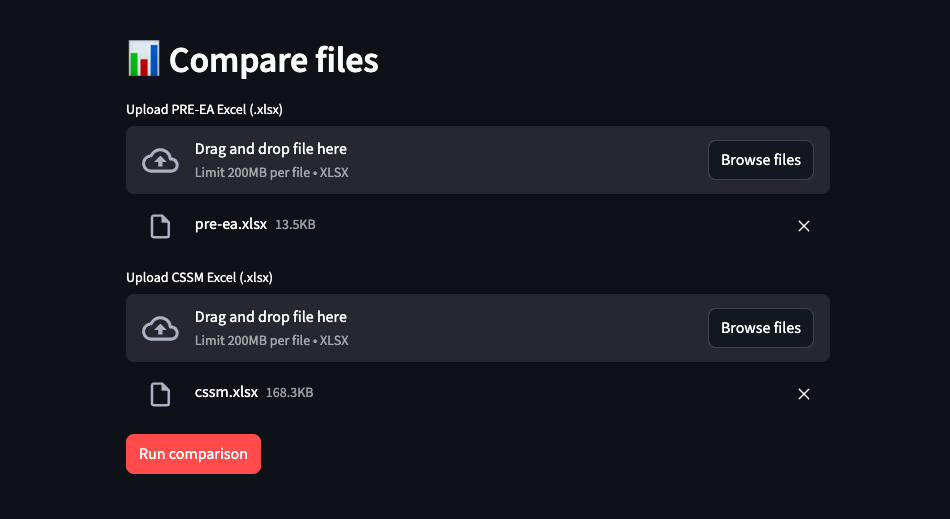 Compare files
Upload PRE-EA Excel (.xlsx)
Drag and drop file here
Limit 200MB per file • XLSX
Browse files
pre-ea.xlsx 13.5KB
Upload CSSM Excel (.xlsx)
Drag and drop file here
Limit 200MB per file • XLSX
Browse files
cssm.xlsx 168.3KB
Run comparison